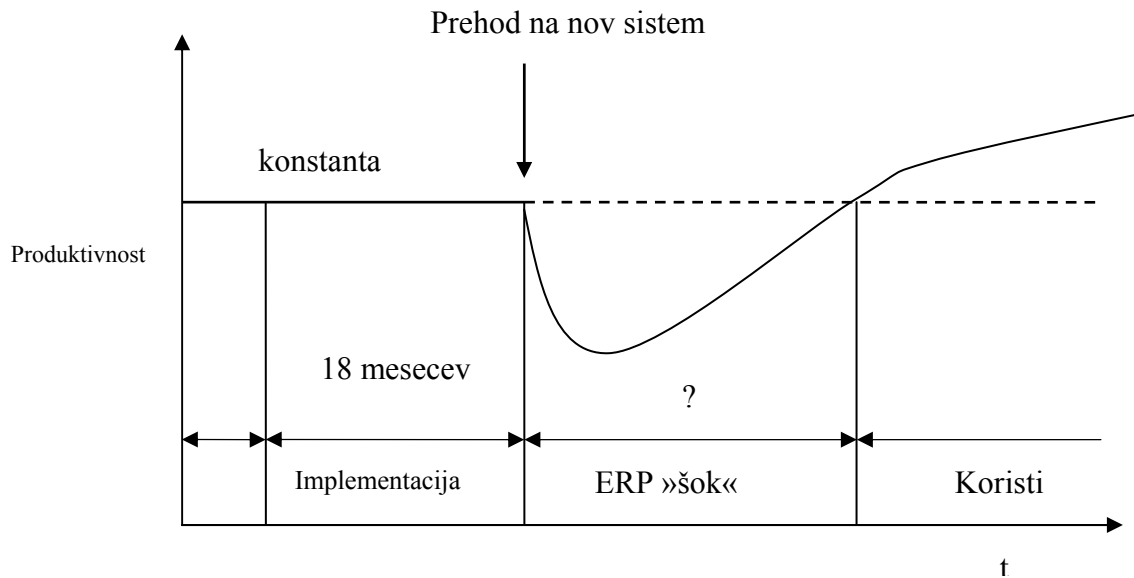 Prehod na nov sistem
konstanta
Produktivnost
18 mesecev
?
Implementacija
ERP »šok«
Koristi
t